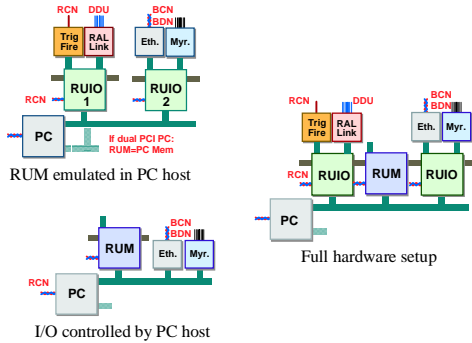 RCN DDU
Trig Fire
RAL Link
BCN
BDN
Eth.
Myr.
RCN
RUIO 1
RUIO 2
PC
If dual PCI PC:
RUM=PC Mem
RUM emulated in PC host
RCN DDU
Trig Fire
RAL Link
BCN
BDN
Eth.
Myr.
RCN
RUIO
RUM
RUIO
PC
Full hardware setup
BCN
BDN
RUM
Eth.
Myr.
RCN
PC
I/O controlled by PC host